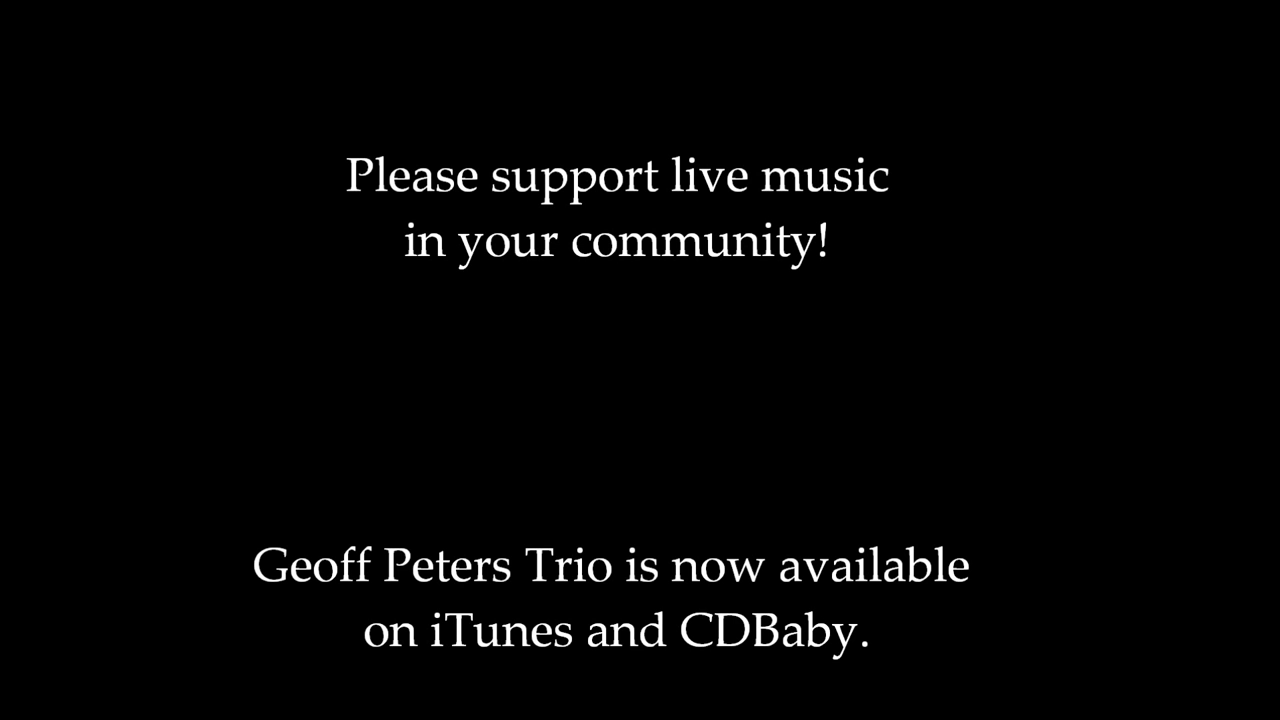 Please support live music
in your community!
Geoff Peters Trio is now available
on iTunes and CDBaby.